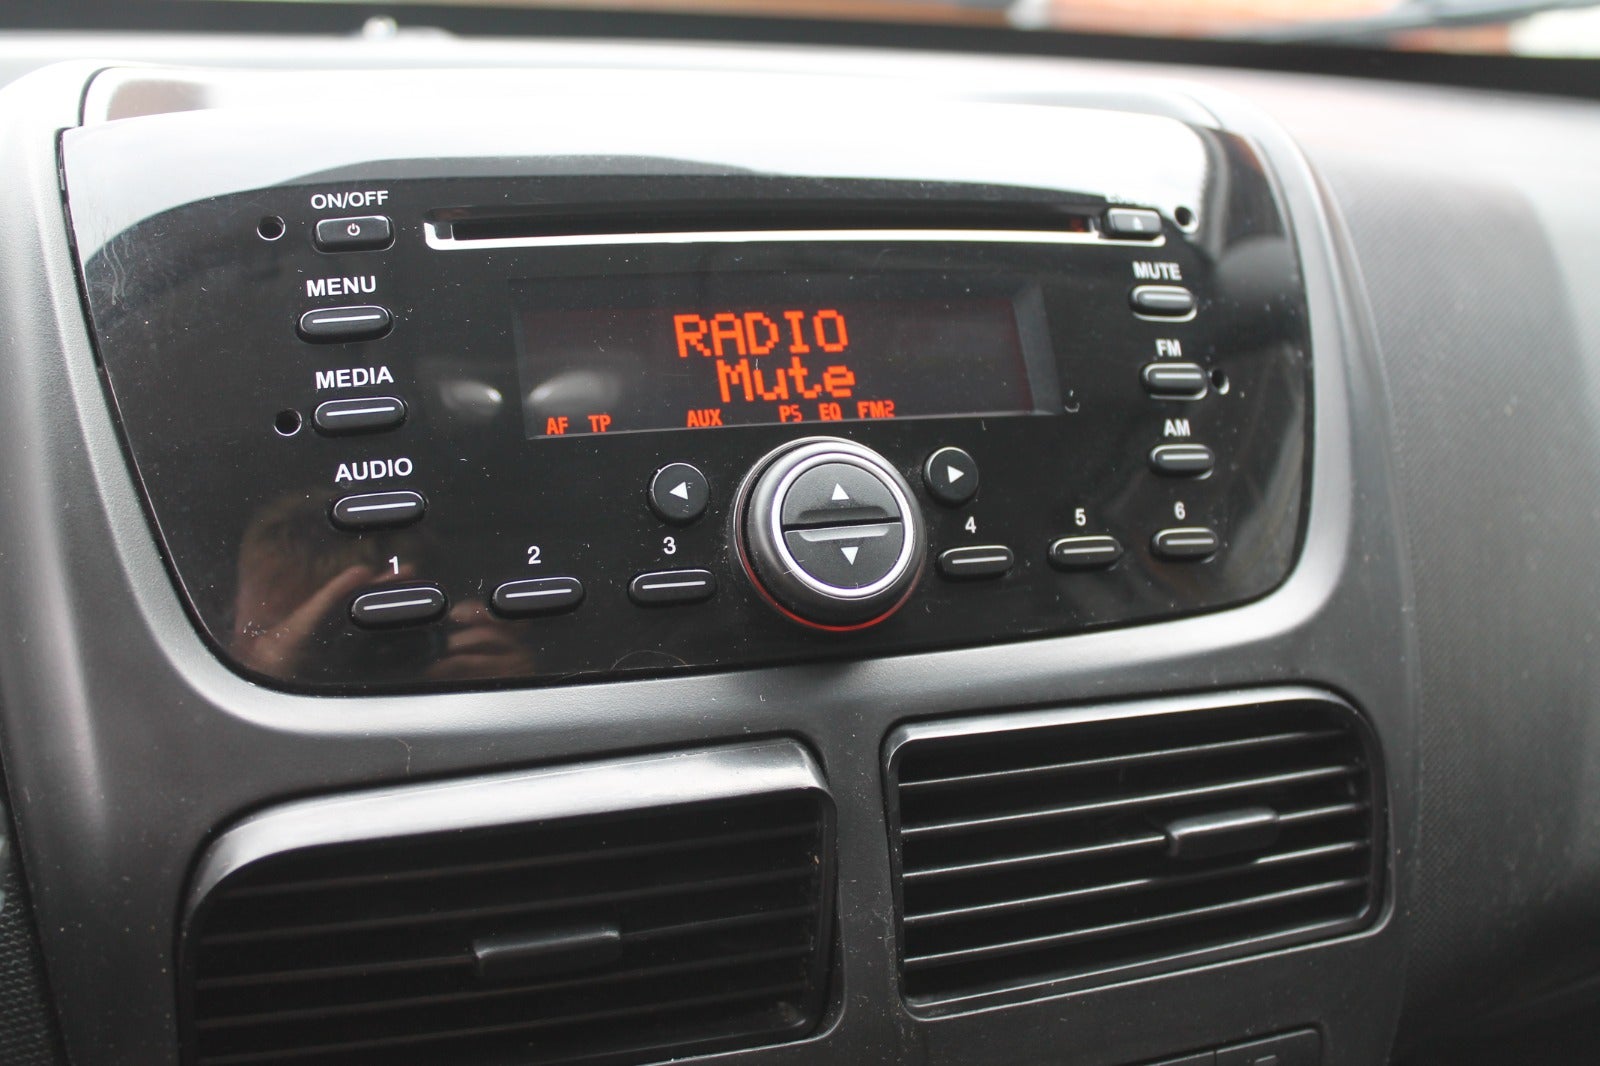 ON/OFF
MENU
MEDIA
AUDIO
RADIO
Mute
AF TP AUX PS EQ FM2
MUTE
FM
AM
1 2 3 4 5 6